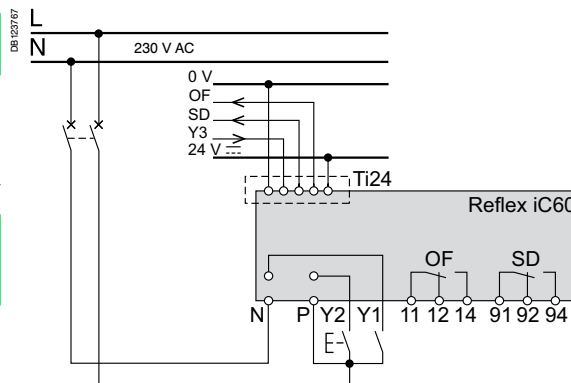 DB123767
L
N
230 V AC
0 V
OF
SD
Y3
24 V
Ti24
Reflex iC60
OF
SD
N P Y2 Y1 11 12 14 91 92 94